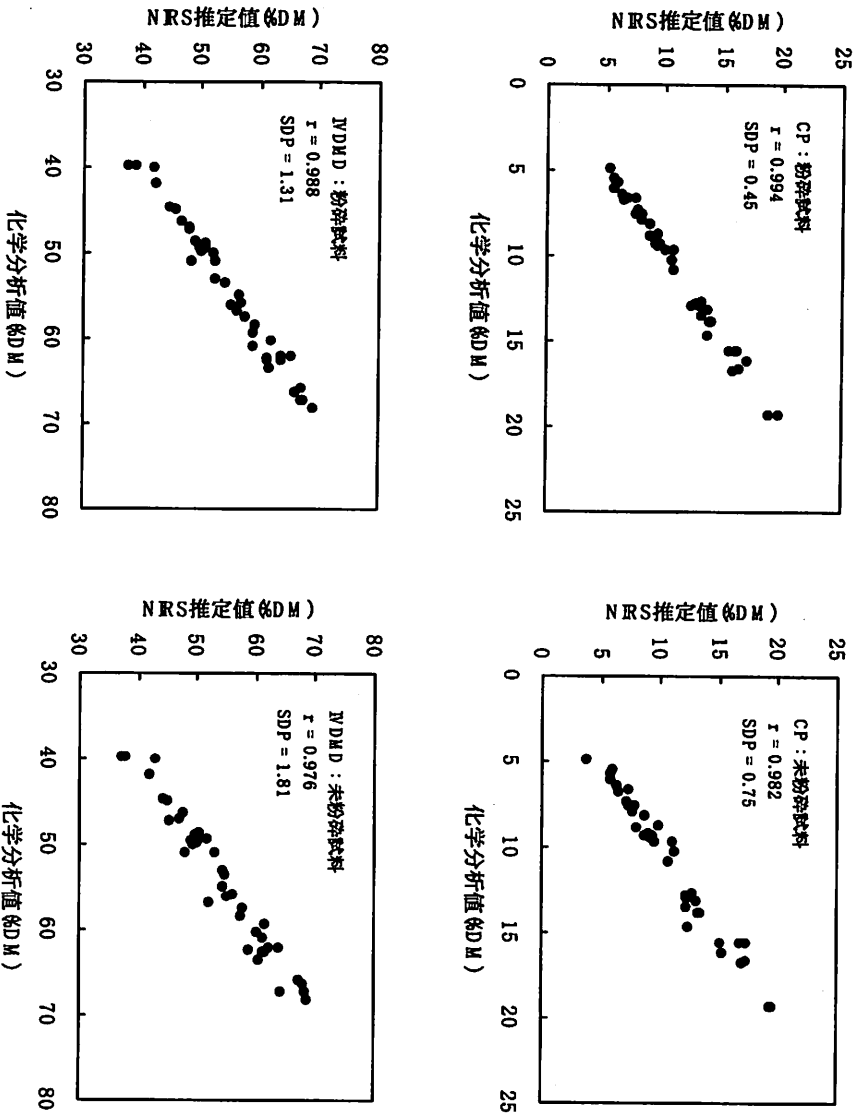 NIRS推定値(%DM)
25
20
15
10
5
0
CP：粉砕試料
r = 0.994
SDP = 0.45
0
5
10
15
20
25
化学分析値(%DM)
NIRS推定値(%DM)
25
20
15
10
5
0
CP：未粉砕試料
r = 0.982
SDP = 0.75
0
5
10
15
20
25
化学分析値(%DM)
NIRS推定値(%DM)
80
70
60
50
40
30
IVDMD：粉砕試料
r = 0.988
SDP = 1.31
30
40
50
60
70
80
化学分析値(%DM)
NIRS推定値(%DM)
80
70
60
50
40
30
IVDMD：未粉砕試料
r = 0.976
SDP = 1.81
30
40
50
60
70
80
化学分析値(%DM)